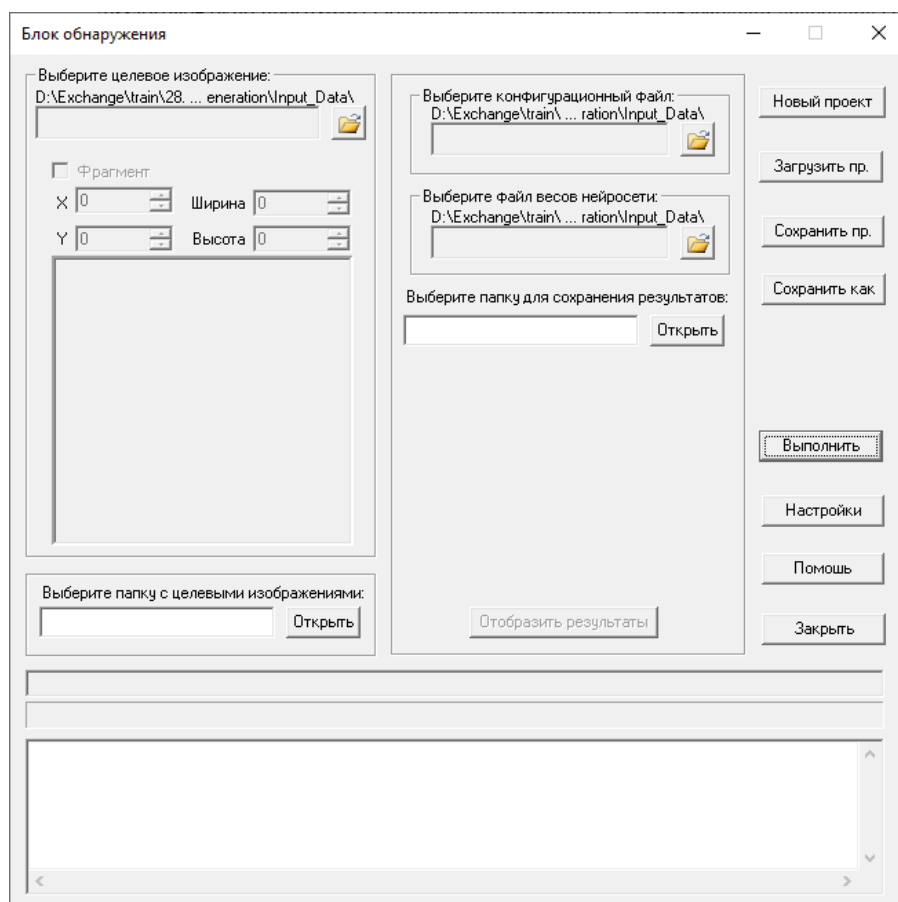 Блок обнаружения
Выберите целевое изображение:
D:\Exchange\train\28. ... eneration\Input_Data\
Фрагмент
X 0 Ширина 0
Y 0 Высота 0
Выберите папку с целевыми изображениями:
Открыть
Выберите конфигурационный файл:
D:\Exchange\train\ ... ration\Input_Data\
Выберите файл весов нейросети:
D:\Exchange\train\ ... ration\Input_Data\
Выберите папку для сохранения результатов:
Открыть
Отобразить результаты
Новый проект
Загрузить пр.
Сохранить пр.
Сохранить как
Выполнить
Настройки
Помошь
Закрыть